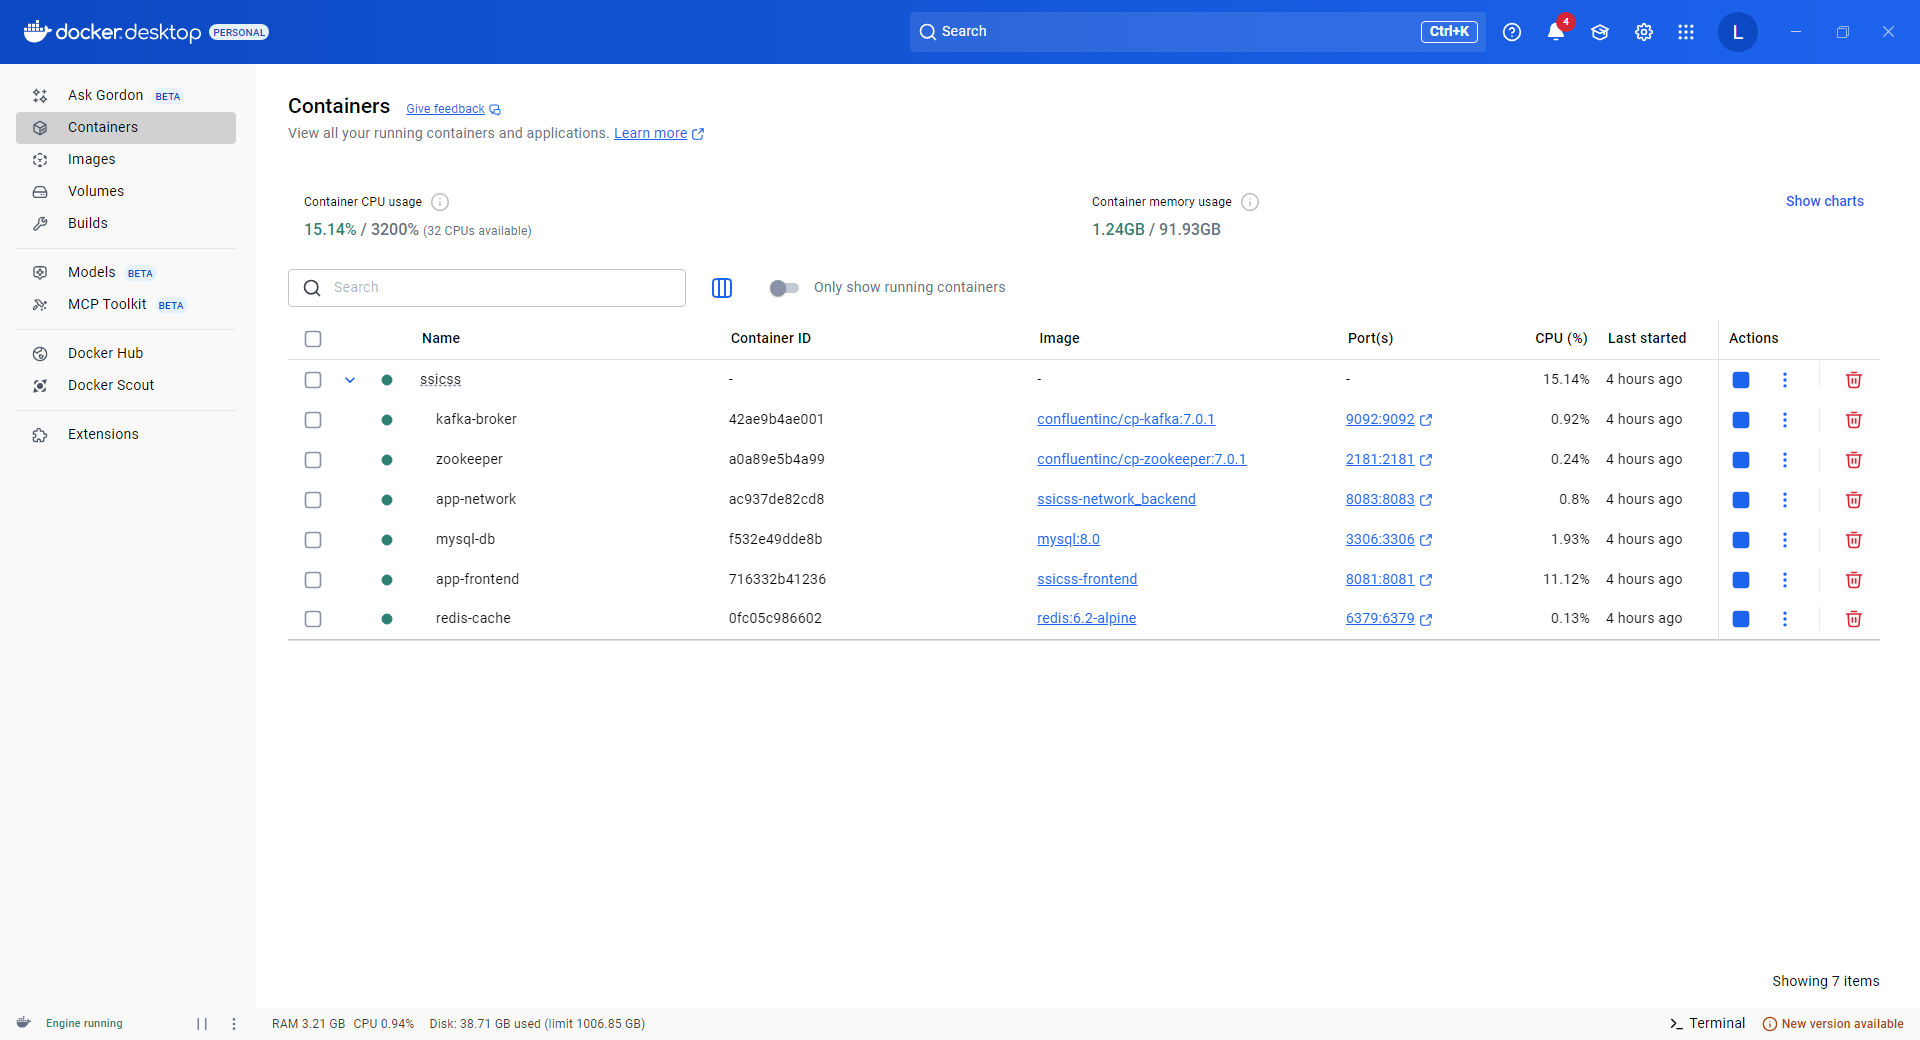 docker.desktop PERSONAL
Search Ctrl+K 4 L
Ask Gordon BETA
Containers
Images
Volumes
Builds
Models BETA
MCP Toolkit BETA
Docker Hub
Docker Scout
Extensions
Containers Give feedback
View all your running containers and applications. Learn more
Container CPU usage
15.14% / 3200% (32 CPUs available)
Container memory usage
1.24GB / 91.93GB
Show charts
Search
Only show running containers
Name Container ID Image Port(s) CPU (%) Last started Actions
ssicss - - - 15.14% 4 hours ago
kafka-broker 42ae9b4ae001 confluentinc/cp-kafka:7.0.1 9092:9092 0.92% 4 hours ago
zookeeper a0a89e5b4a99 confluentinc/cp-zookeeper:7.0.1 2181:2181 0.24% 4 hours ago
app-network ac937de82cd8 ssicss-network_backend 8083:8083 0.8% 4 hours ago
mysql-db f532e49dde8b mysql:8.0 3306:3306 1.93% 4 hours ago
app-frontend 716332b41236 ssicss-frontend 8081:8081 11.12% 4 hours ago
redis-cache 0fc05c986602 redis:6.2-alpine 6379:6379 0.13% 4 hours ago
Showing 7 items
Engine running RAM 3.21 GB CPU 0.94% Disk: 38.71 GB used (limit 1006.85 GB) Terminal New version available